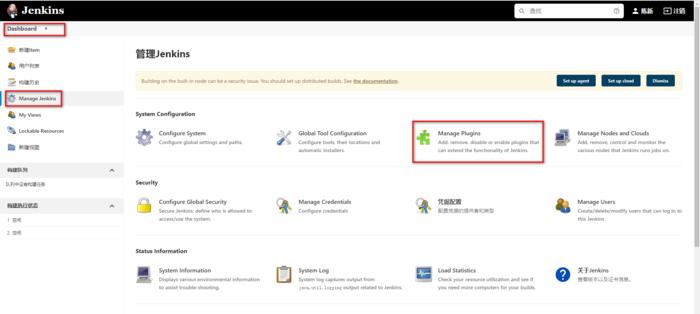 Jenkins
查找
陈新
注销
Dashboard
新建Item
用户列表
构建历史
Manage Jenkins
My Views
Lockable Resources
新建视图
构建队列
队列中没有构建任务
构建执行状态
1 空闲
2 空闲
管理Jenkins
Building on the built-in node can be a security issue. You should set up distributed builds. See the documentation.
Set up agent
Set up cloud
Dismiss
System Configuration
Configure System
Configure global settings and paths.
Global Tool Configuration
Configure tools, their locations and
automatic installers.
Manage Plugins
Add, remove, disable or enable plugins that
can extend the functionality of Jenkins.
Manage Nodes and Clouds
Add, remove, control and monitor the
various nodes that Jenkins runs jobs on.
Security
Configure Global Security
Secure Jenkins; define who is allowed to
access/use the system.
Manage Credentials
Configure credentials
凭据配置
配置凭据的提供者和类型
Manage Users
Create/delete/modify users that can log in to
this Jenkins
Status Information
System Information
Displays various environmental information
to assist trouble-shooting.
System Log
System log captures output from
java.util.logging output related to Jenkins.
Load Statistics
Check your resource utilization and see if
you need more computers for your builds.
关于Jenkins
查看版本以及证书信息。